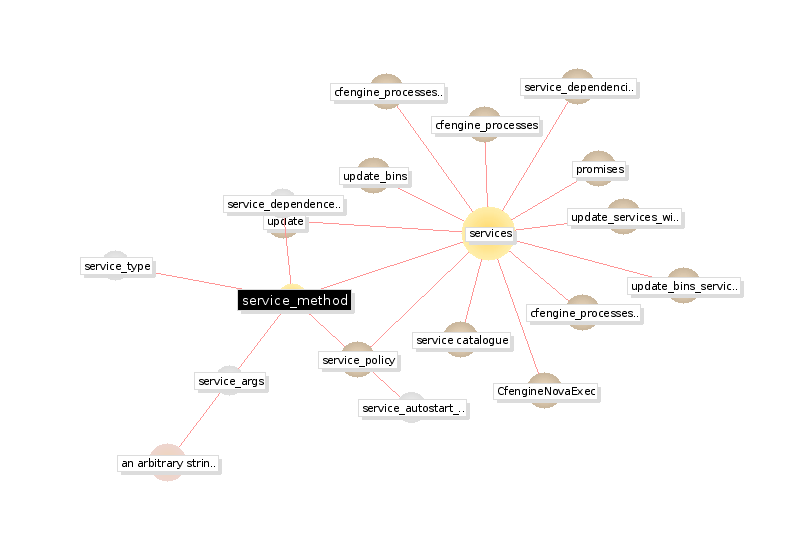 service_dependenci..
cfengine_processes..
cfengine_processes
promises
update_bins
service_dependence..
update
update_services_wi..
services
service_type
update_bins_servic..
service_method
cfengine_processes..
service catalogue
service_policy
service_args
CfengineNovaExec
service_autostart_..
an arbitrary strin..